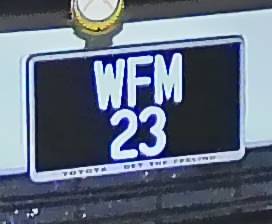 WFM
23
TOYOTA GET THE FEELING